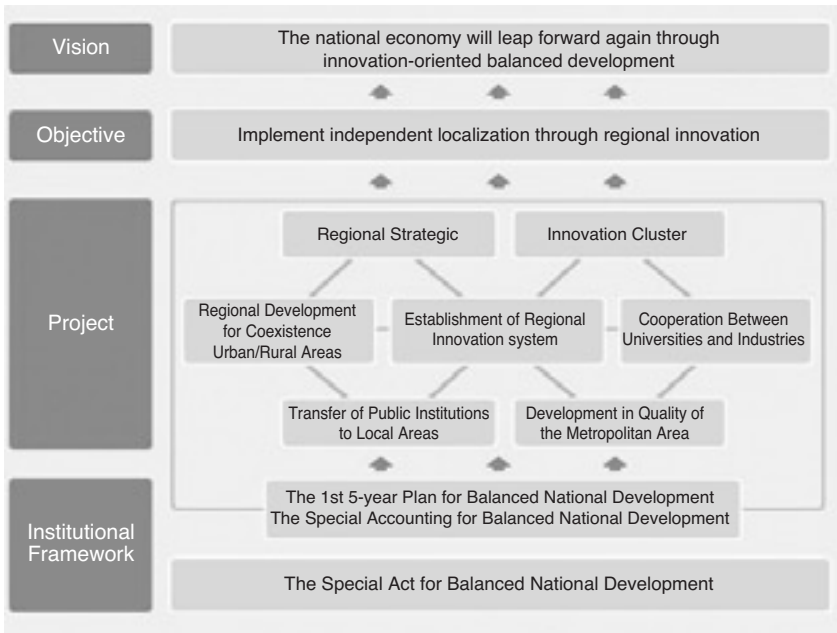 Vision
The national economy will leap forward again through
innovation-oriented balanced development
Objective
Implement independent localization through regional innovation
Project
Regional Strategic
Innovation Cluster
Regional Development
for Coexistence
Urban/Rural Areas
Establishment of Regional
Innovation system
Cooperation Between
Universities and Industries
Transfer of Public Institutions
to Local Areas
Development in Quality of
the Metropolitan Area
Institutional
Framework
The 1st 5-year Plan for Balanced National Development
The Special Accounting for Balanced National Development
The Special Act for Balanced National Development